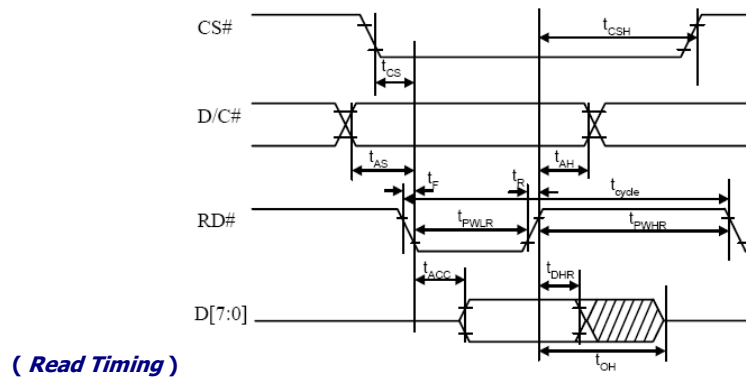 CS#
tCSH
tCS
D/C#
tAS
tF
tR
tAH
tcycle
RD#
tPWLR
tPWHR
tACC
tDHR
D[7:0]
tOH
( Read Timing )